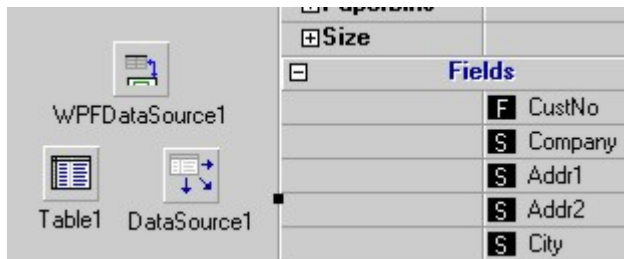 Size
Fields
WPFDataSource1
Table1
DataSource1
F CustNo
S Company
S Addr1
S Addr2
S City